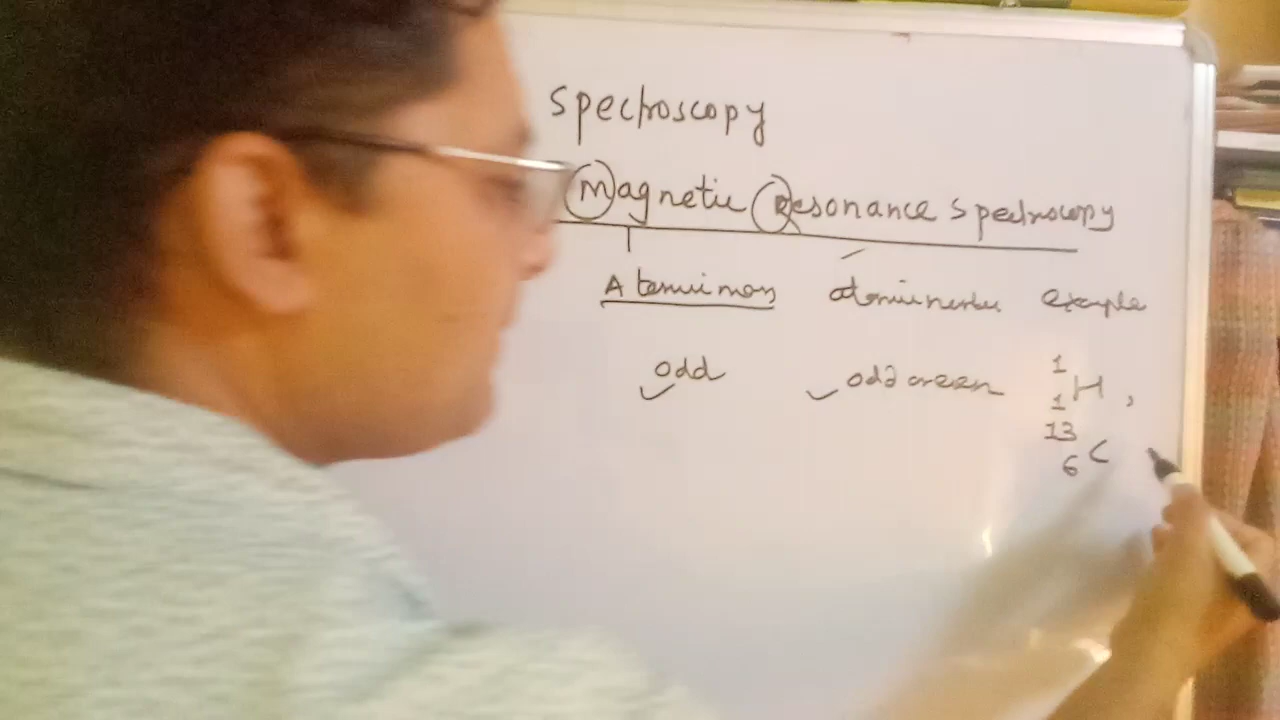 spectroscopy
Magnetic Resonance Spectroscopy
Atomic mass atomic number example
odd odd or even 1 1 H ,
13 6 C